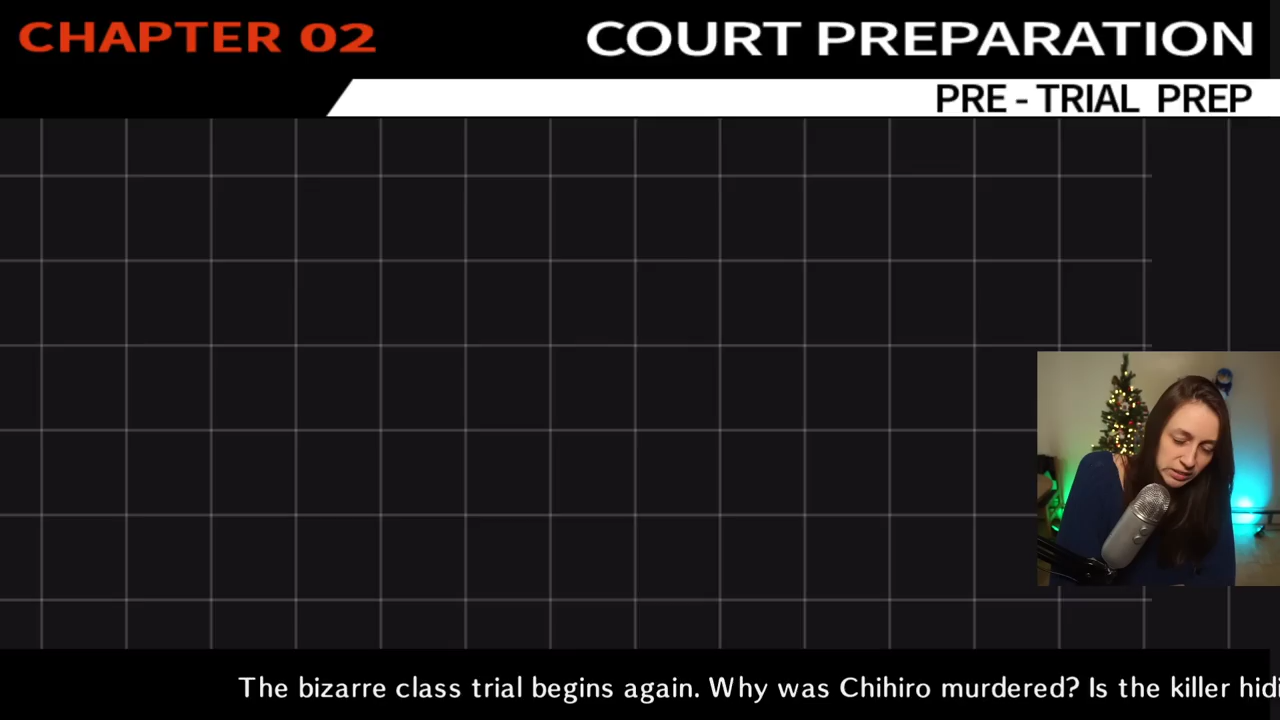 CHAPTER 02
COURT PREPARATION
PRE-TRIAL PREP
The bizarre class trial begins again. Why was Chihiro murdered? Is the killer